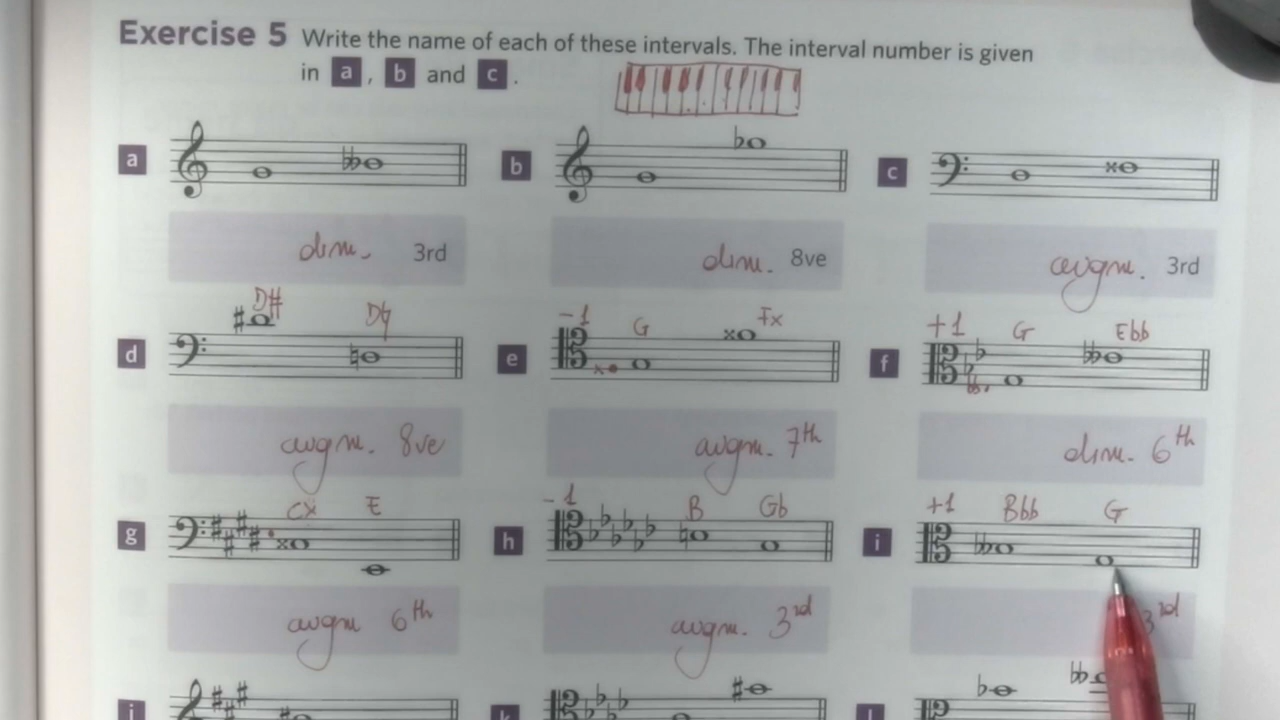 Exercise 5 Write the name of each of these intervals. The interval number is given
in a , b and c .
a b c
dim. 3rd dim. 8ve augm. 3rd
D# D♮ -1 G Fx +1 G Ebb
d e f
augm. 8ve augm. 7th dim. 6th
Cx E -1 B Gb +1 Bbb G
g h i
augm 6th augm. 3rd 3rd